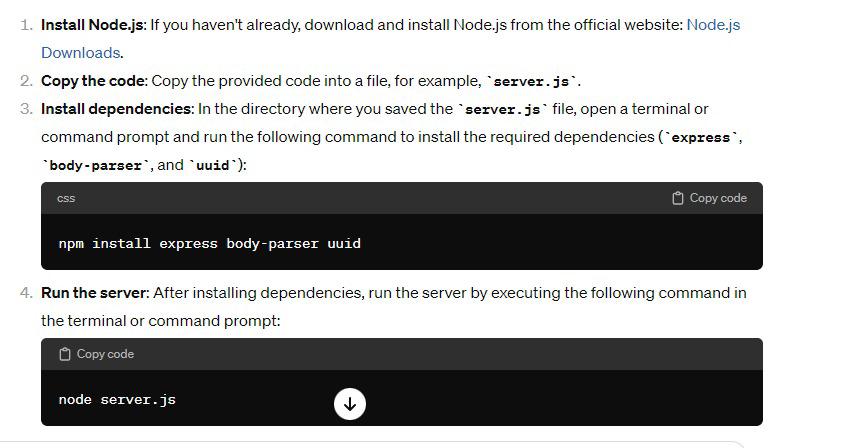 1. Install Node.js: If you haven't already, download and install Node.js from the official website: Node.js
Downloads.
2. Copy the code: Copy the provided code into a file, for example, `server.js`.
3. Install dependencies: In the directory where you saved the `server.js` file, open a terminal or
command prompt and run the following command to install the required dependencies (`express`,
`body-parser`, and `uuid`):
css Copy code
npm install express body-parser uuid
4. Run the server: After installing dependencies, run the server by executing the following command in
the terminal or command prompt:
Copy code
node server.js